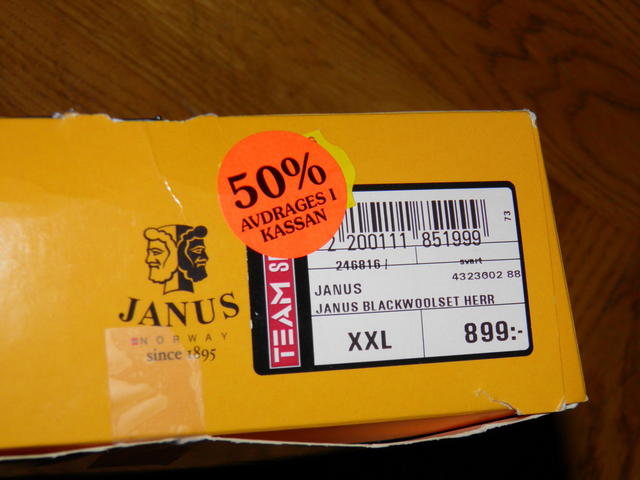 50%
AVDRAGES I
KASSAN
2 200111 851999
73
246816 / svart
4323602 88
JANUS
JANUS BLACKWOOLSET HERR
XXL 899:-
TEAM
JANUS
NORWAY
since 1895